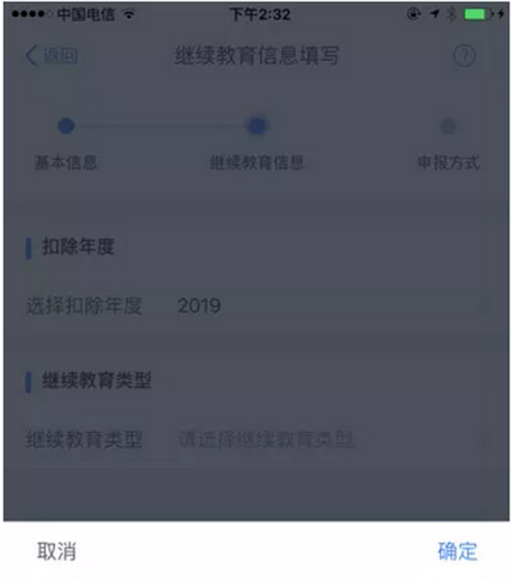 中国电信 下午2:32
返回 继续教育信息填写 ?
基本信息 继续教育信息 申报方式
扣除年度
选择扣除年度 2019
继续教育类型
继续教育类型 请选择继续教育类型
取消 确定